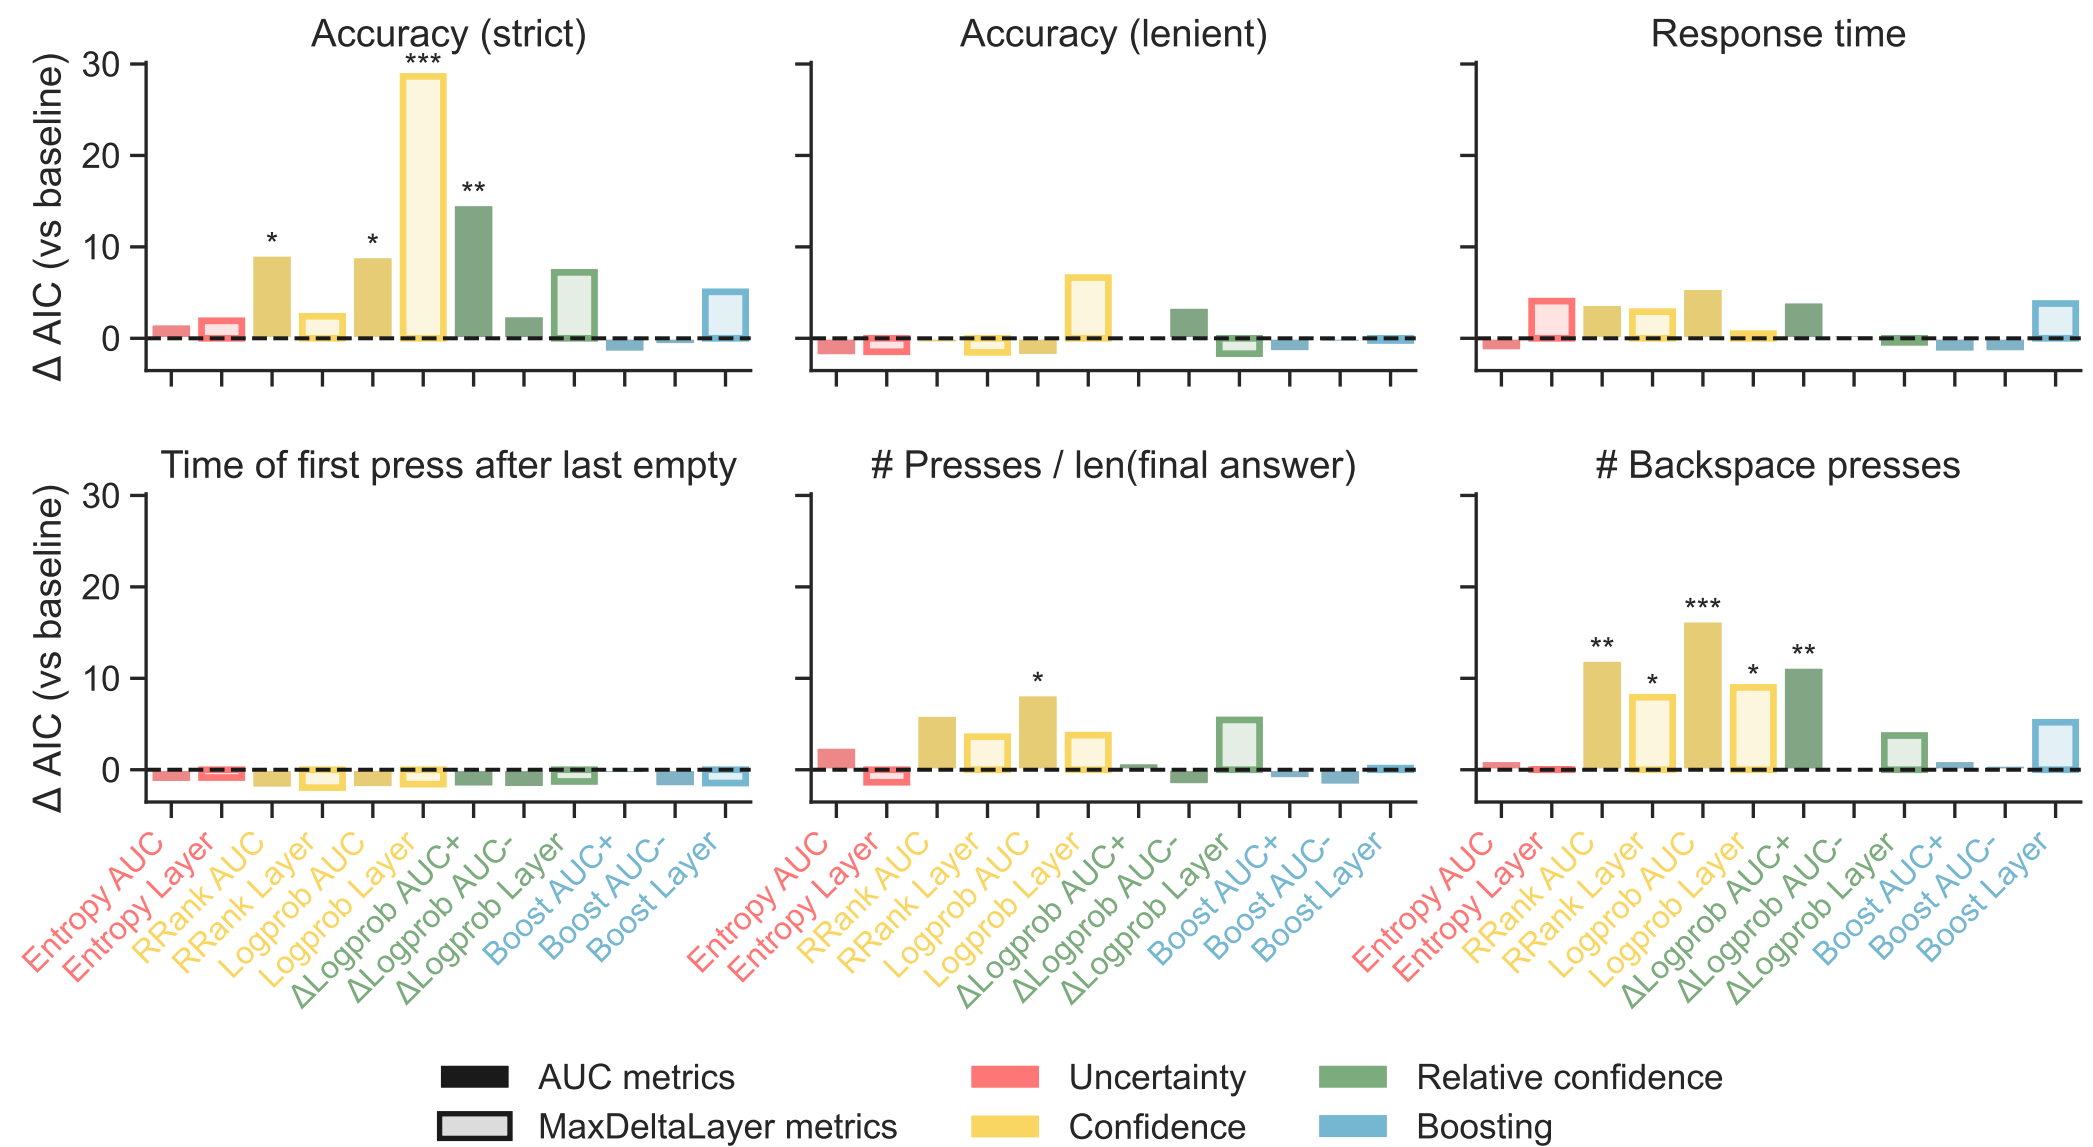 Accuracy (strict)
Accuracy (lenient)
Response time
Δ AIC (vs baseline)
30
20
10
0
*
*
***
**
Time of first press after last empty
# Presses / len(final answer)
# Backspace presses
Δ AIC (vs baseline)
30
20
10
0
*
**
*
***
*
**
Entropy AUC
Entropy Layer
RRank AUC
RRank Layer
Logprob AUC
Logprob Layer
ΔLogprob AUC+
ΔLogprob AUC-
ΔLogprob Layer
Boost AUC+
Boost AUC-
Boost Layer
Entropy AUC
Entropy Layer
RRank AUC
RRank Layer
Logprob AUC
Logprob Layer
ΔLogprob AUC+
ΔLogprob AUC-
ΔLogprob Layer
Boost AUC+
Boost AUC-
Boost Layer
Entropy AUC
Entropy Layer
RRank AUC
RRank Layer
Logprob AUC
Logprob Layer
ΔLogprob AUC+
ΔLogprob AUC-
ΔLogprob Layer
Boost AUC+
Boost AUC-
Boost Layer
AUC metrics
MaxDeltaLayer metrics
Uncertainty
Confidence
Relative confidence
Boosting